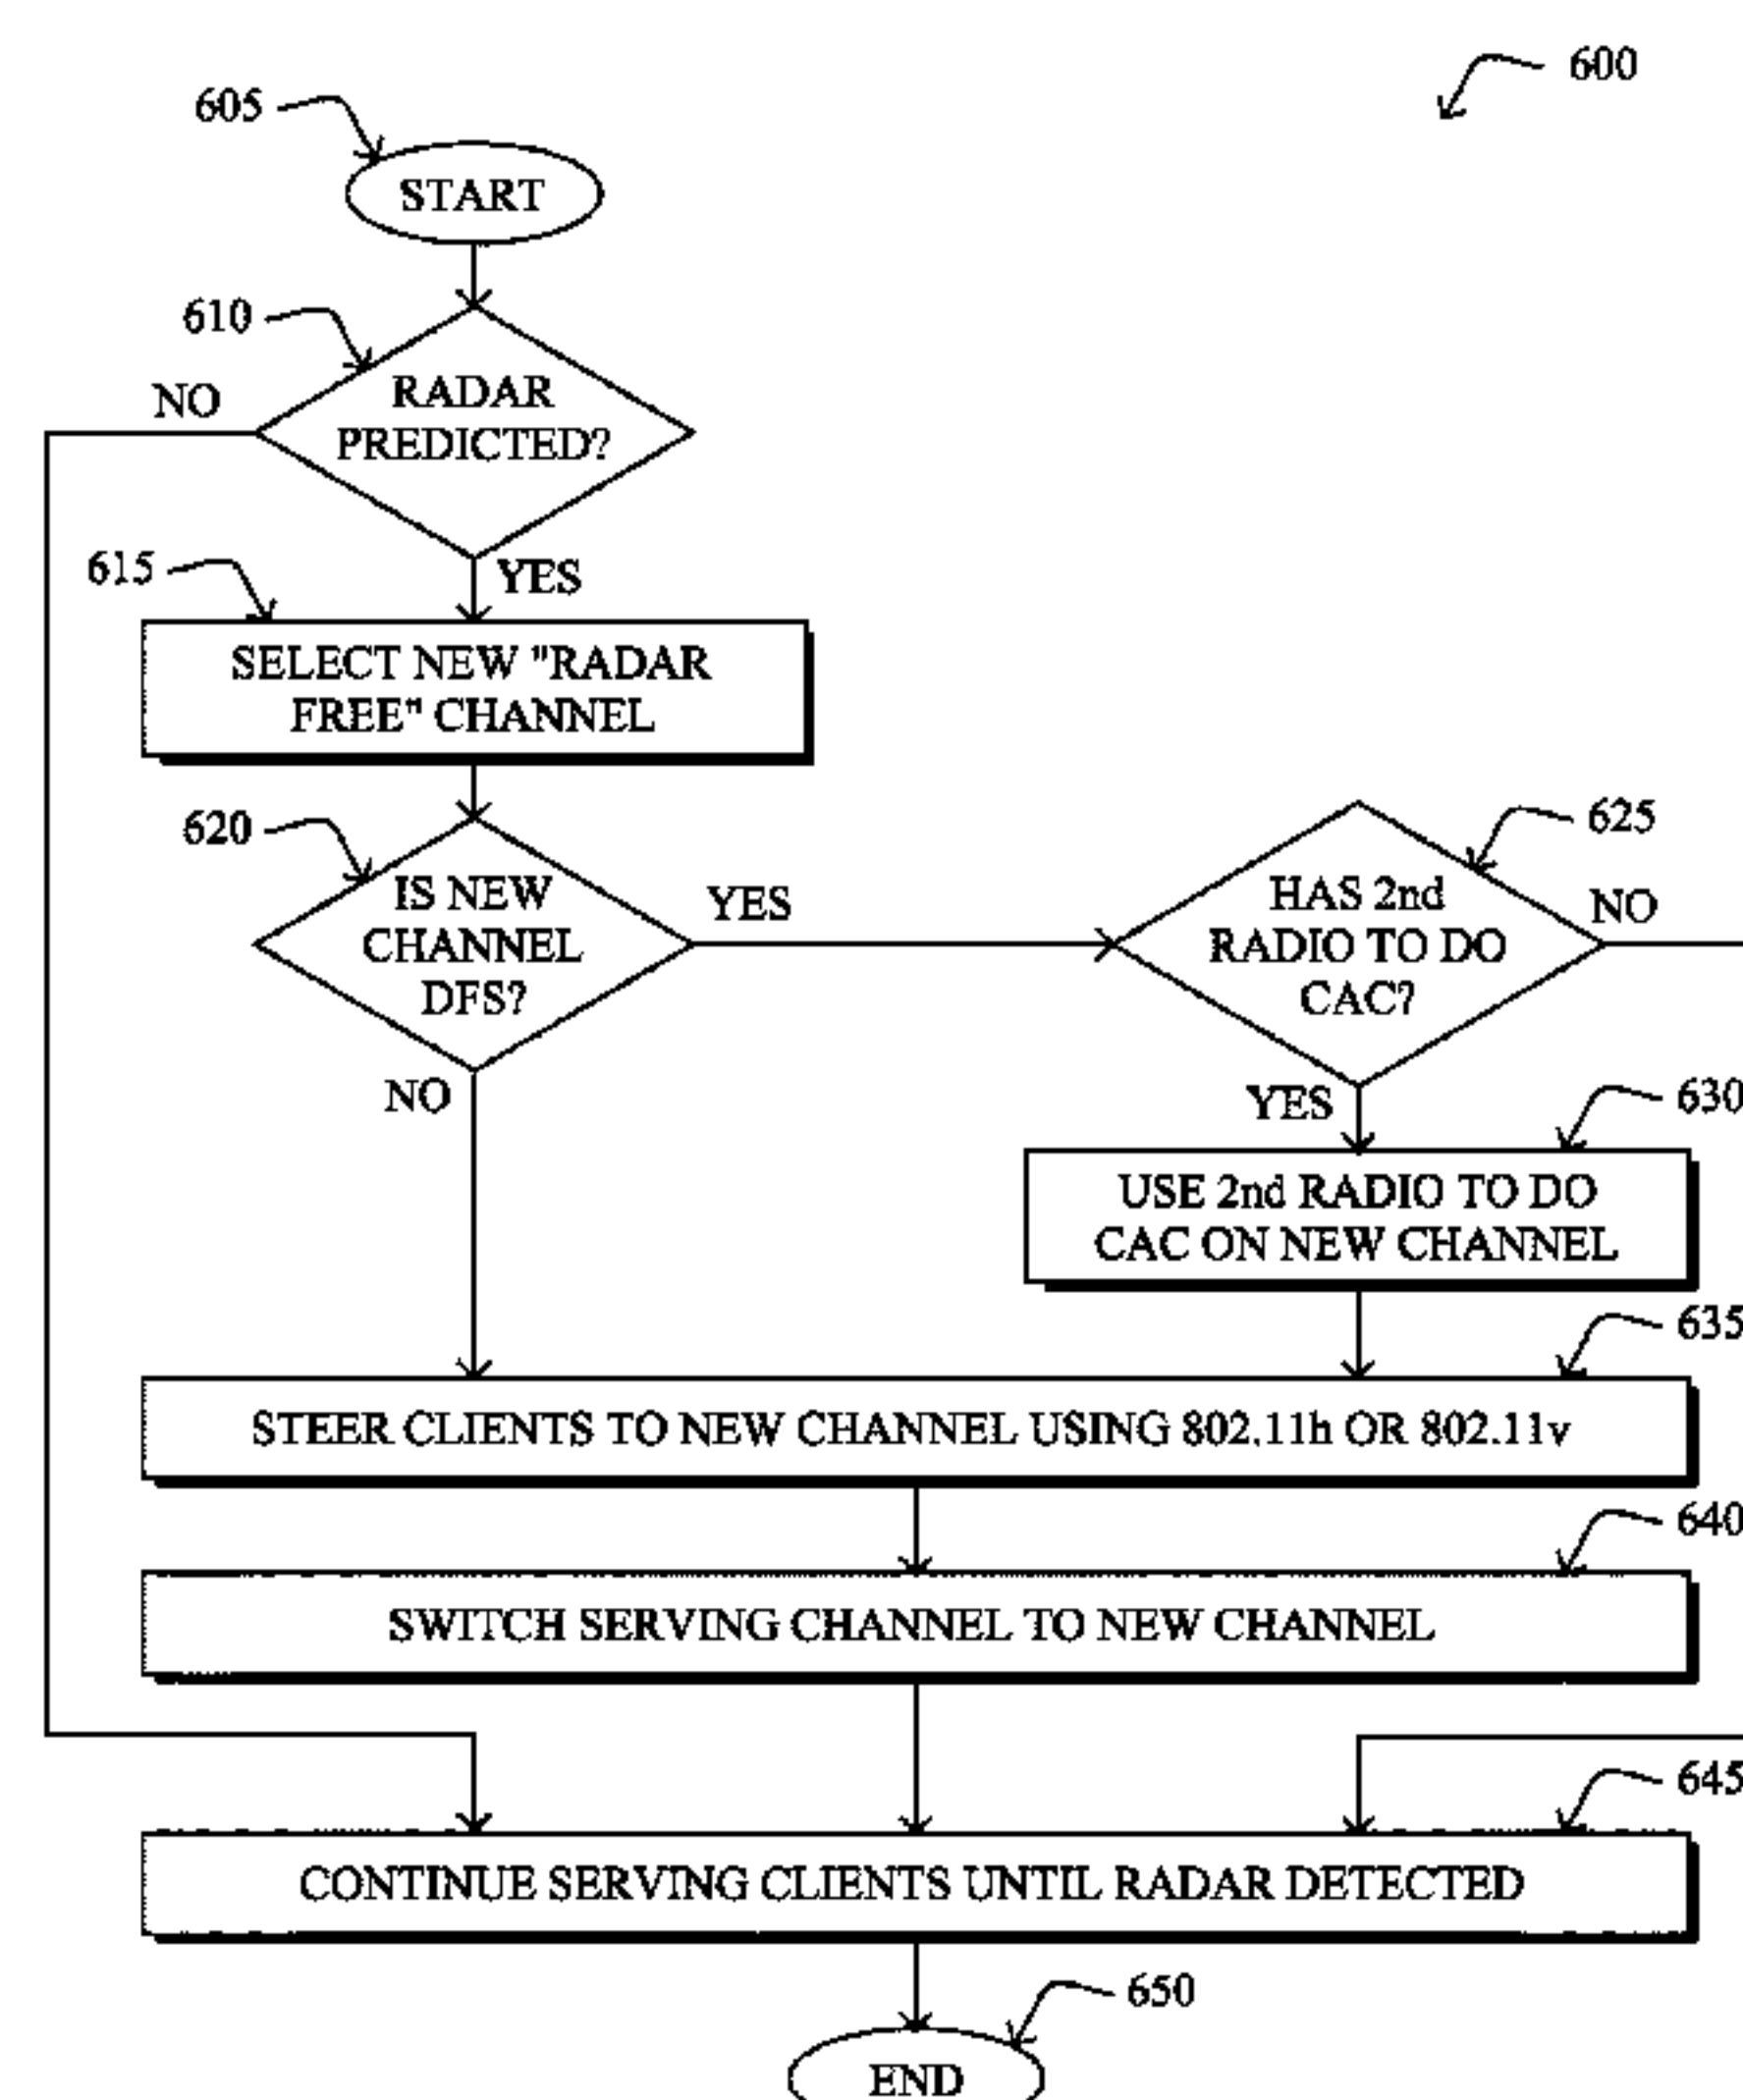 600
605
START
610
NO
RADAR
PREDICTED?
YES
615
SELECT NEW "RADAR
FREE" CHANNEL
620
IS NEW
CHANNEL
DFS?
YES
NO
625
HAS 2nd
RADIO TO DO
CAC?
NO
YES
630
USE 2nd RADIO TO DO
CAC ON NEW CHANNEL
635
STEER CLIENTS TO NEW CHANNEL USING 802.11h OR 802.11v
640
SWITCH SERVING CHANNEL TO NEW CHANNEL
645
CONTINUE SERVING CLIENTS UNTIL RADAR DETECTED
650
END